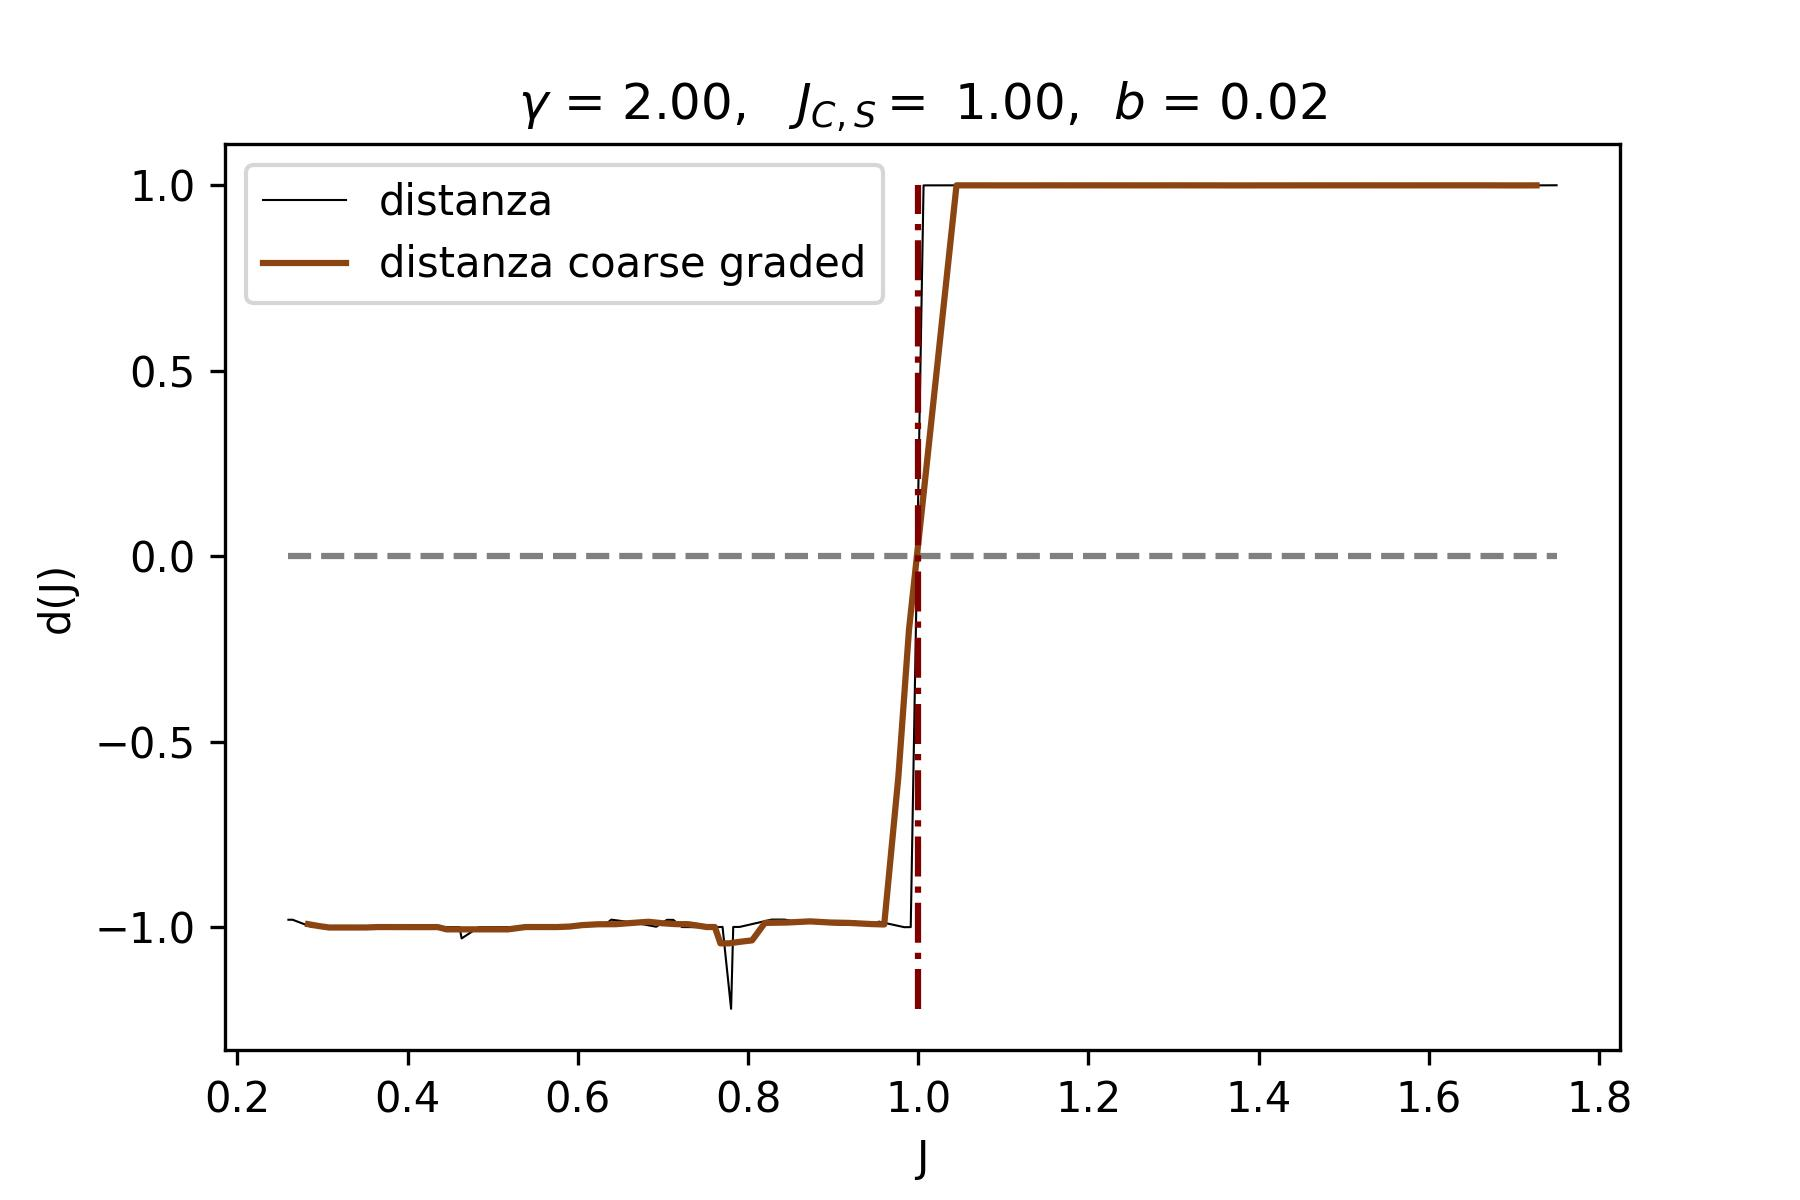 γ = 2.00, J_{C,S} = 1.00, b = 0.02
distanza
distanza coarse graded
1.0
0.5
0.0
−0.5
−1.0
d(J)
0.2 0.4 0.6 0.8 1.0 1.2 1.4 1.6 1.8
J